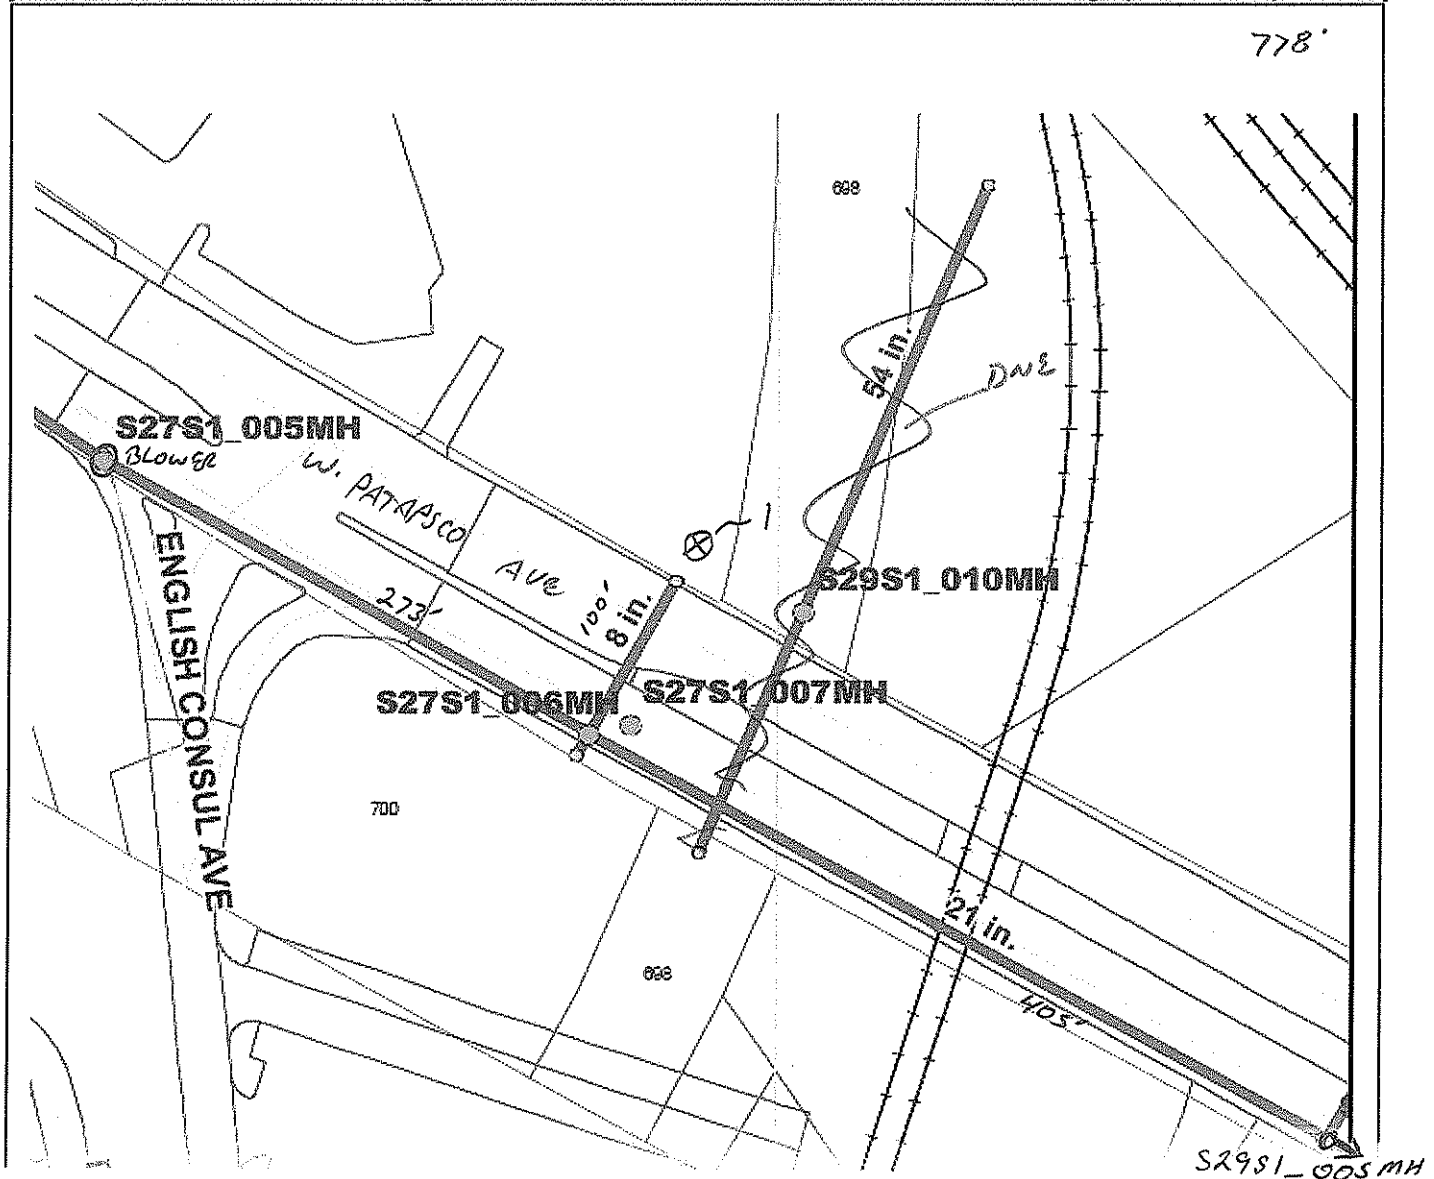 778'
698
54 in.
DNE
S27S1_005MH
BLOWER
W. PATAPSCO AVE
1
ENGLISH CONSUL AVE
273'
100'
8 in.
S29S1_010MH
S27S1_006MH
S27S1_007MH
700
698
21 in.
405'
S29S1_005MH